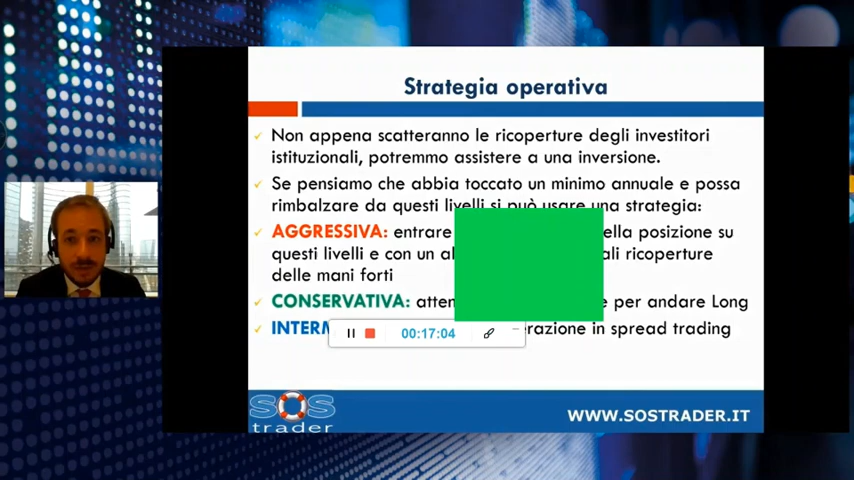 Strategia operativa
Non appena scatteranno le ricoperture degli investitori
istituzionali, potremmo assistere a una inversione.
Se pensiamo che abbia toccato un minimo annuale e possa
rimbalzare da questi livelli si può usare una strategia:
AGGRESSIVA: entrare ella posizione su
questi livelli e con un al ali ricoperture
delle mani forti
CONSERVATIVA: atten e per andare Long
INTERM erazione in spread trading
00:17:04
SOS
trader
WWW.SOSTRADER.IT